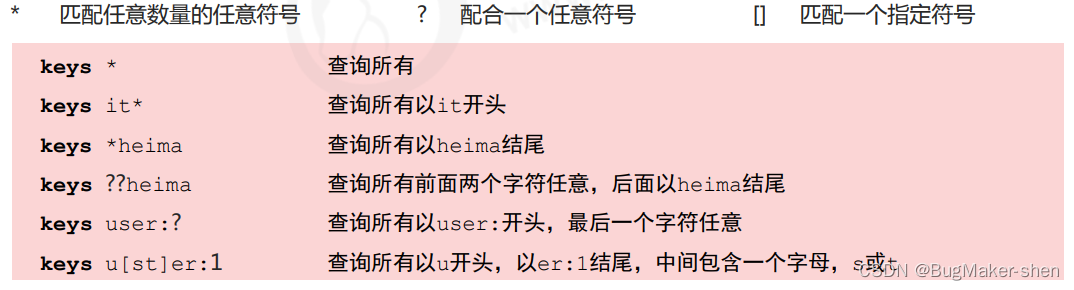 * 匹配任意数量的任意符号 ? 配合一个任意符号 [] 匹配一个指定符号
keys * 查询所有
keys it* 查询所有以it开头
keys *heima 查询所有以heima结尾
keys ??heima 查询所有前面两个字符任意，后面以heima结尾
keys user:? 查询所有以user:开头，最后一个字符任意
keys u[st]er:1 查询所有以u开头，以er:1结尾，中间包含一个字母，s或t
CSDN @BugMaker-shen